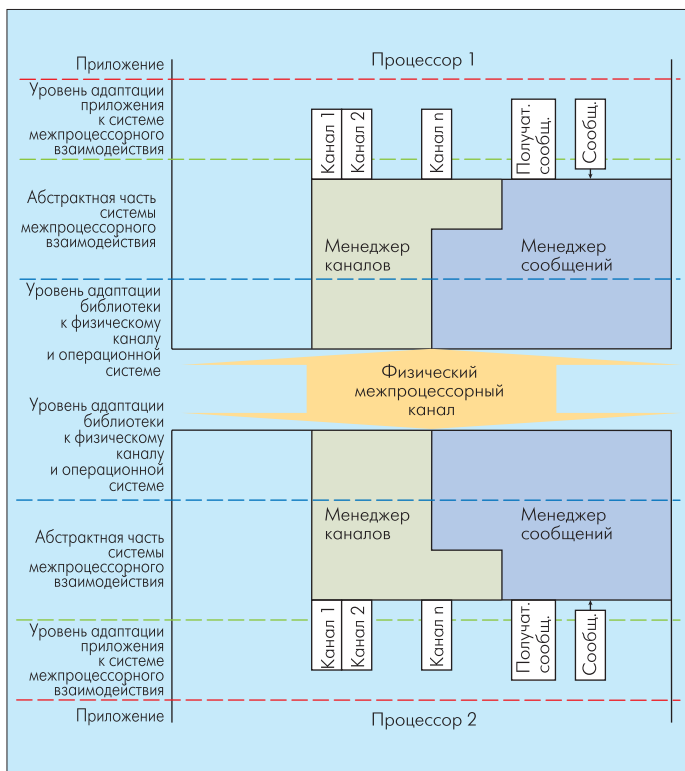 Процессор 1
Приложение
Уровень адаптации
приложения
к системе
межпроцессорного
взаимодействия
Канал 1
Канал 2
Канал n
Получат.
сообщ.
Сообщ.
Абстрактная часть
системы
межпроцессорного
взаимодействия
Менеджер
каналов
Менеджер
сообщений
Уровень адаптации
библиотеки
к физическому
каналу
и операционной
системе
Физический
межпроцессорный
канал
Уровень адаптации
библиотеки
к физическому
каналу
и операционной
системе
Менеджер
каналов
Менеджер
сообщений
Абстрактная часть
системы
межпроцессорного
взаимодействия
Канал 1
Канал 2
Канал n
Получат.
сообщ.
Сообщ.
Уровень адаптации
приложения
к системе
межпроцессорного
взаимодействия
Приложение
Процессор 2